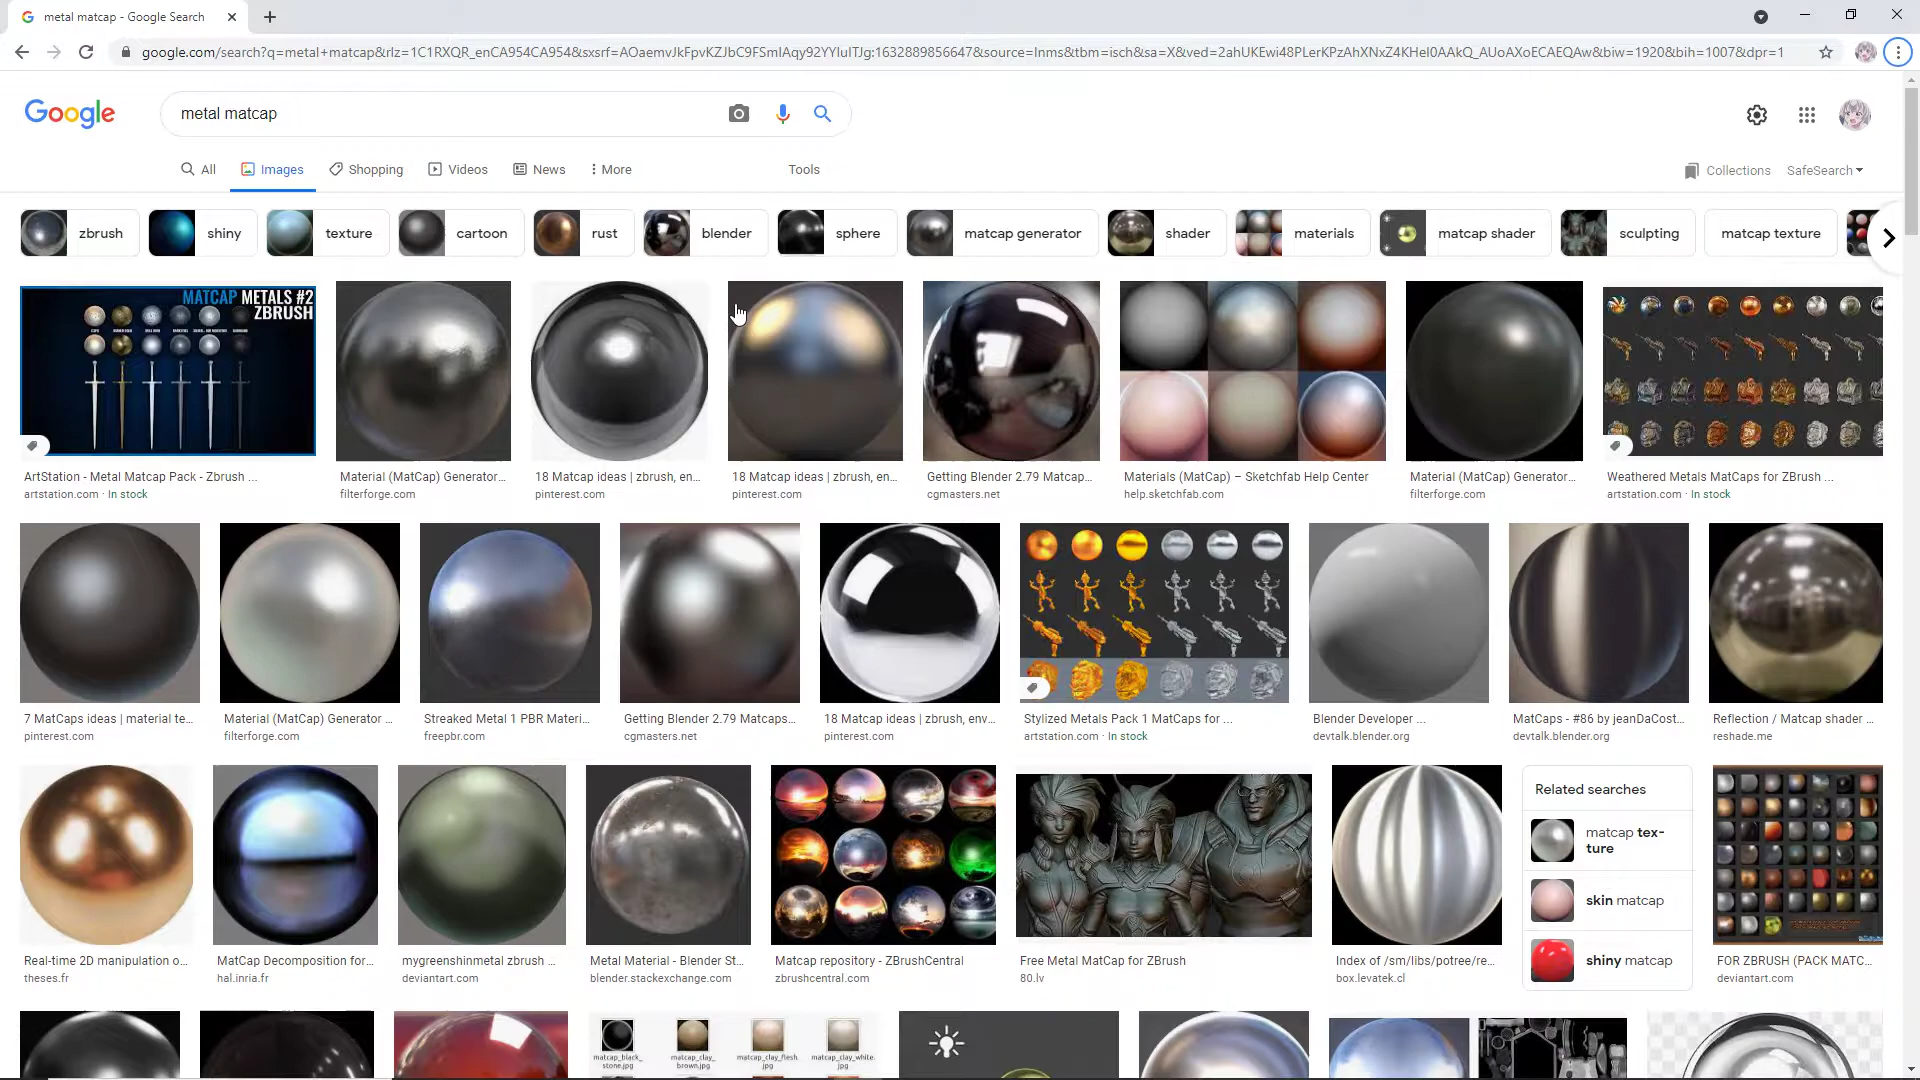 metal matcap - Google Search
google.com/search?q=metal+matcap&rlz=1C1RXQR_enCA954CA954&sxsrf=AOaemvJkFpvKZJbC9FSmIAqy92YYIuITJg:1632889856647&source=lnms&tbm=isch&sa=X&ved=2ahUKEwi48PLerKPzAhXNxZ4KHeI0AAkQ_AUoAXoECAEQAw&biw=1920&bih=1007&dpr=1
Google
metal matcap
All
Images
Shopping
Videos
News
More
Tools
Collections
SafeSearch
zbrush
shiny
texture
cartoon
rust
blender
sphere
matcap generator
shader
materials
matcap shader
sculpting
matcap texture
MATCAP METALS #2
ZBRUSH
ArtStation - Metal Matcap Pack - Zbrush ...
artstation.com · In stock
Material (MatCap) Generator...
filterforge.com
18 Matcap ideas | zbrush, en...
pinterest.com
18 Matcap ideas | zbrush, en...
pinterest.com
Getting Blender 2.79 Matcap...
cgmasters.net
Materials (MatCap) – Sketchfab Help Center
help.sketchfab.com
Material (MatCap) Generator...
filterforge.com
Weathered Metals MatCaps for ZBrush ...
artstation.com · In stock
7 MatCaps ideas | material te...
pinterest.com
Material (MatCap) Generator ...
filterforge.com
Streaked Metal 1 PBR Materi...
freepbr.com
Getting Blender 2.79 Matcaps...
cgmasters.net
18 Matcap ideas | zbrush, env...
pinterest.com
Stylized Metals Pack 1 MatCaps for ...
artstation.com · In stock
Blender Developer ...
devtalk.blender.org
MatCaps - #86 by jeanDaCost...
devtalk.blender.org
Reflection / Matcap shader ...
reshade.me
Real-time 2D manipulation o...
theses.fr
MatCap Decomposition for...
hal.inria.fr
mygreenshinmetal zbrush ...
deviantart.com
Metal Material - Blender St...
blender.stackexchange.com
Matcap repository - ZBrushCentral
zbrushcentral.com
Free Metal MatCap for ZBrush
80.lv
Index of /sm/libs/potree/re...
box.levatek.cl
Related searches
matcap tex-
ture
skin matcap
shiny matcap
FOR ZBRUSH (PACK MATC...
deviantart.com
matcap_black_
stone.jpg
matcap_clay_
brown.jpg
matcap_clay_flesh.
jpg
matcap_clay_white.
jpg